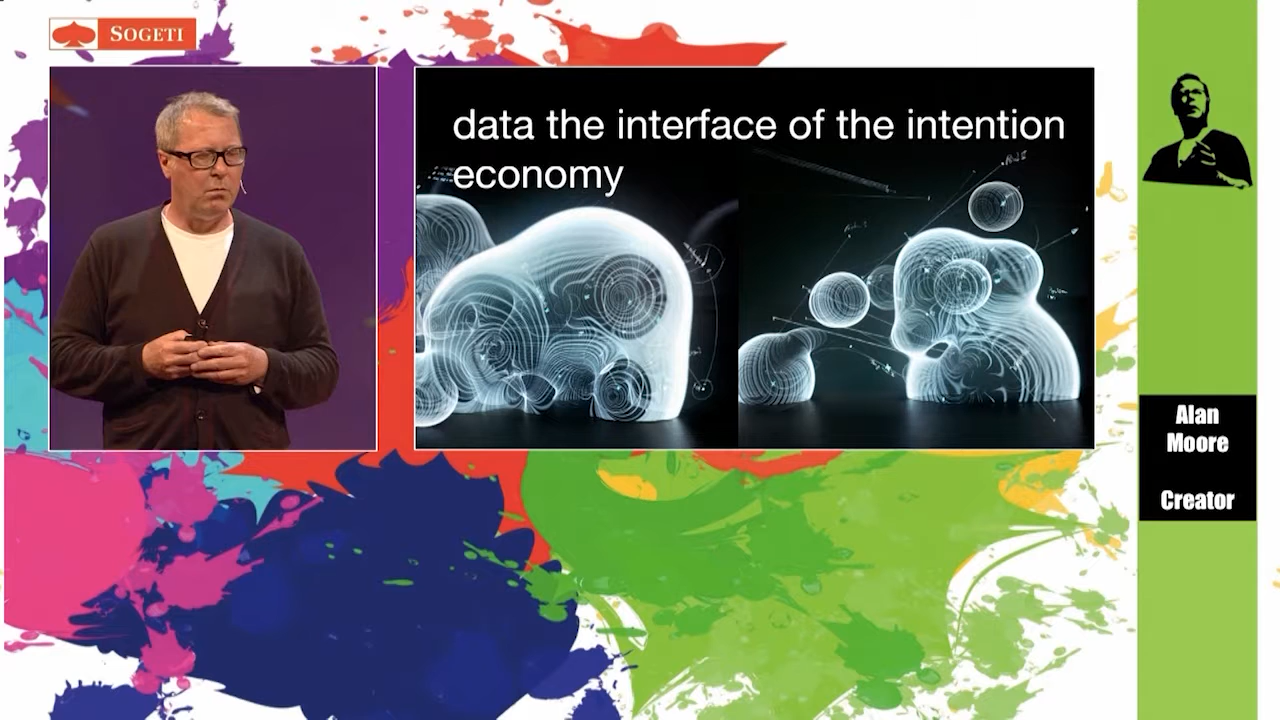 SOGETI
data the interface of the intention
economy
Alan
Moore
Creator